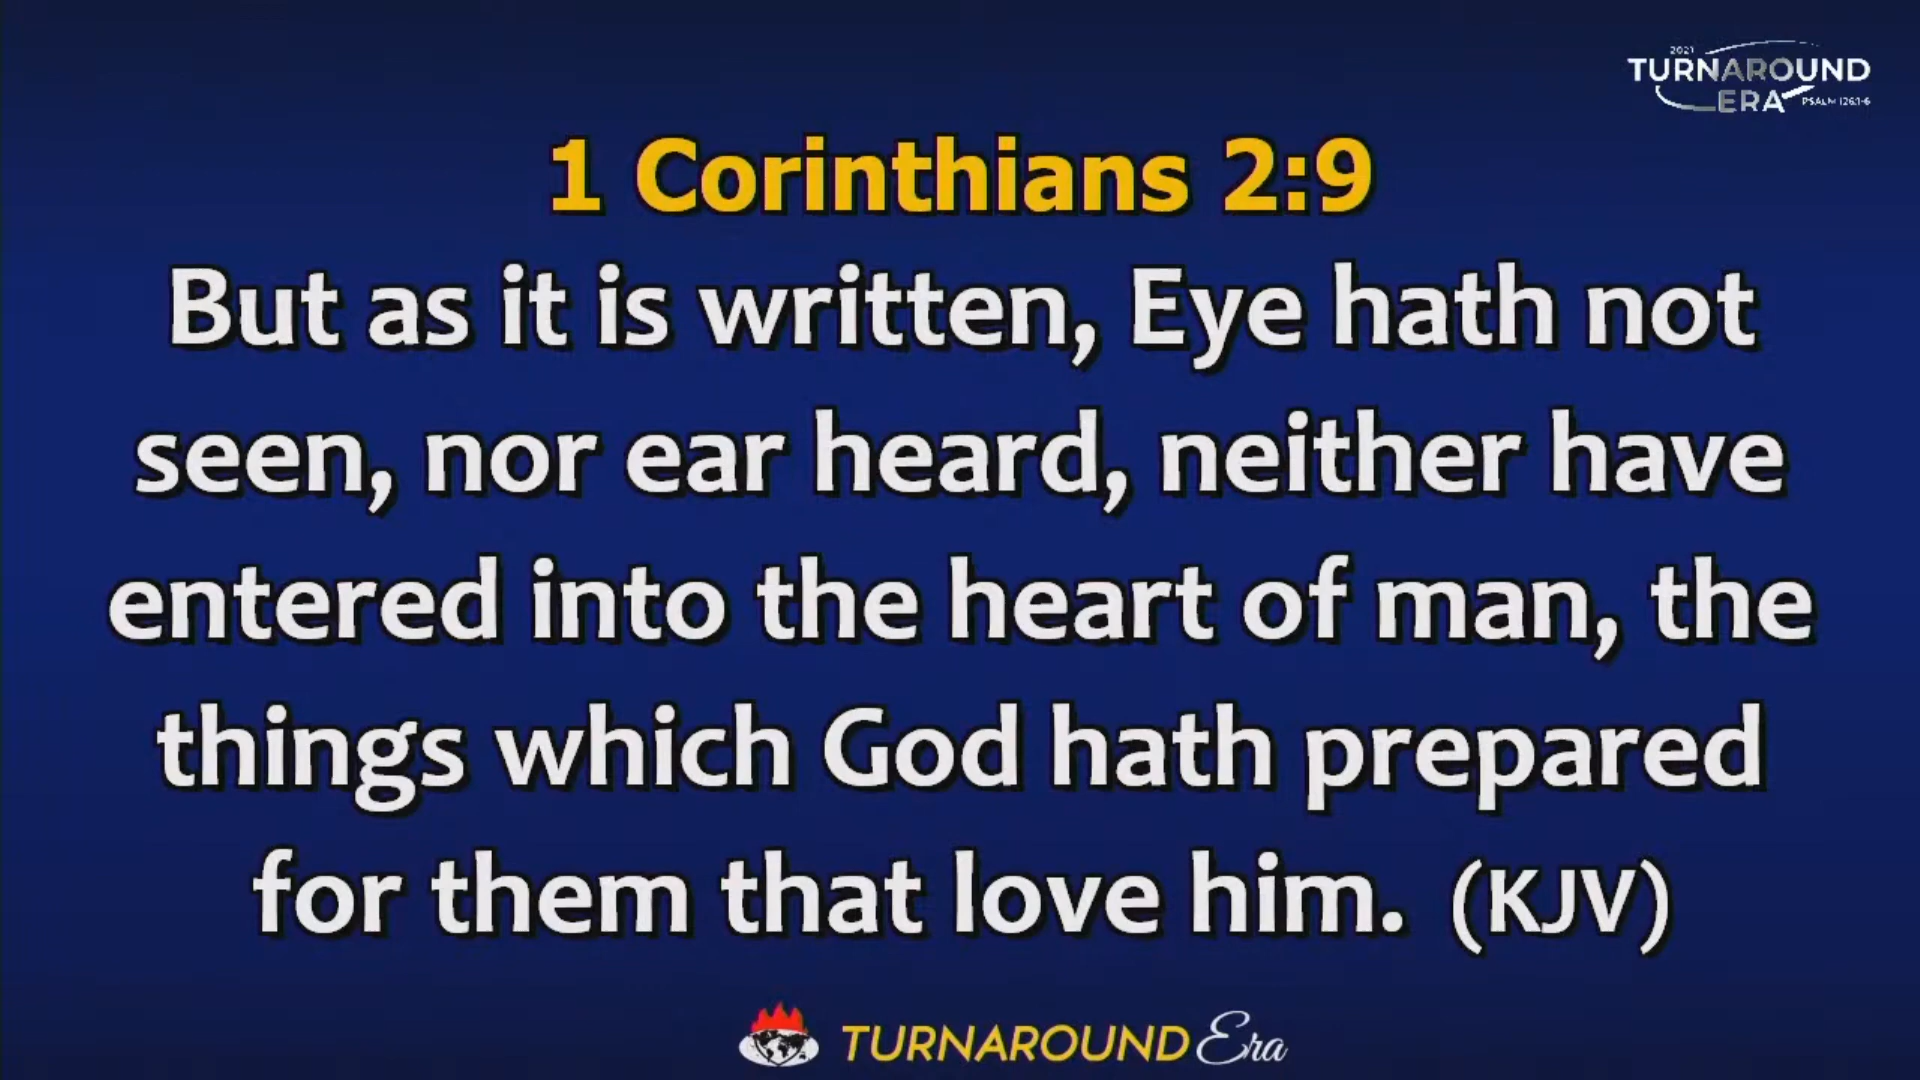 2021
TURNAROUND
ERA PSALM 126:1-6
1 Corinthians 2:9
But as it is written, Eye hath not
seen, nor ear heard, neither have
entered into the heart of man, the
things which God hath prepared
for them that love him. (KJV)
TURNAROUND Era